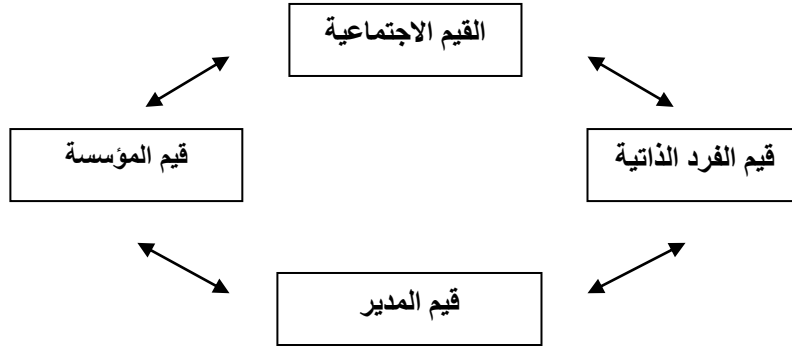 القيم الاجتماعية
قيم الفرد الذاتية
قيم المؤسسة
قيم المدير